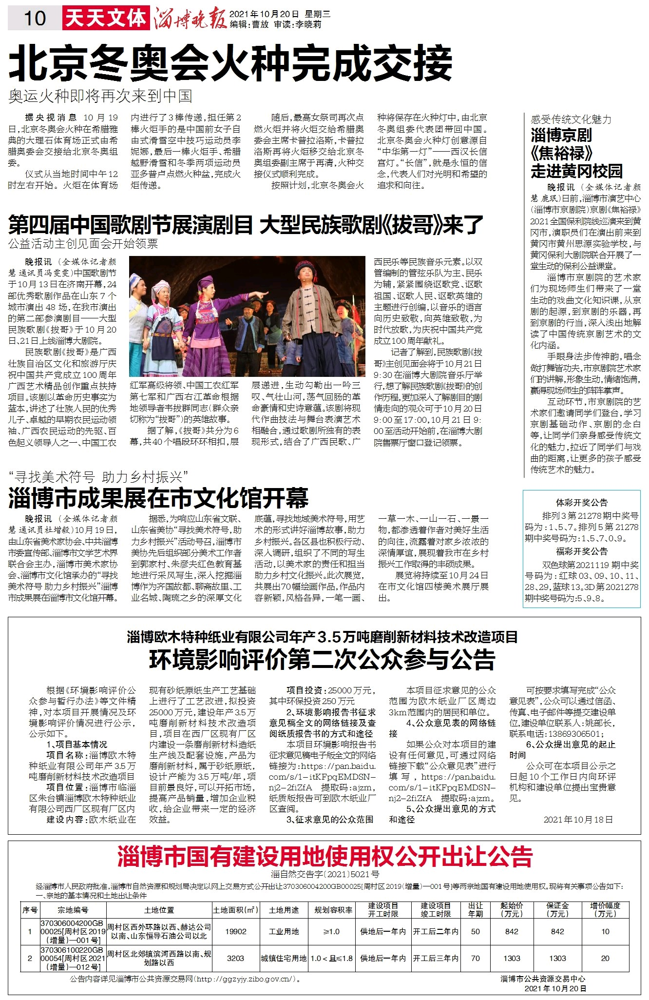 10
天天文体
淄博晚报
2021年10月20日 星期三
编辑:曹放 审读:李晓莉
北京冬奥会火种完成交接
奥运火种即将再次来到中国
据央视消息 10月19
日,北京冬奥会火种在希腊雅
典的大理石体育场正式由希
腊奥委会交接给北京冬奥组
委。
仪式从当地时间中午12
时左右开始。火炬在体育场
内进行了3棒传递,担任第2
棒火炬手的是中国前女子自
由式滑雪空中技巧运动员李
妮娜,最后一棒火炬手、希腊
越野滑雪和冬季两项运动员
亚多普卢点燃火种盆,完成火
炬传递。
随后,最高女祭司再次点
燃火炬并将火炬交给希腊奥
委会主席卡普拉洛斯,卡普拉
洛斯再将火炬移交给北京冬
奥组委副主席于再清,火种交
接仪式顺利完成。
按照计划,北京冬奥会火
种将保存在火种灯中,由北京
冬奥组委代表团带回中国。
北京冬奥会火种灯创意源自
“中华第一灯”——西汉长信
宫灯。“长信”,就是永恒的信
念,代表人们对光明和希望的
追求和向往。
感受传统文化魅力
淄博京剧
《焦裕禄》
走进黄冈校园
晚报讯 (全媒体记者颜
慧 鹿珉)日前,淄博市演艺中心
(淄博市京剧院)京剧《焦裕禄》
2021全国保利院线巡演来到黄
冈市,演职员们在演出前来到
黄冈市黄州思源实验学校,与
黄冈保利大剧院联合开展了一
堂生动的保利公益课堂。
淄博市京剧院的艺术家
们为现场师生们带来了一堂
生动的戏曲文化知识课,从京
剧的起源,到京剧的乐器,再
到京剧的行当,深入浅出地解
读了中国传统京剧艺术的文
化内涵。
手眼身法步传神韵,唱念
做打舞皆功夫,市京剧院艺术家
们的讲解,形象生动,情绪饱满,
赢得现场师生的阵阵掌声。
互动环节,市京剧院的艺
术家们邀请同学们登台,学习
京剧基础动作、京剧的念白
等,让同学们亲身感受传统文
化的魅力,拉近了同学们与戏
曲的距离,让更多的孩子感受
传统艺术的魅力。
第四届中国歌剧节展演剧目 大型民族歌剧《拔哥》来了
公益活动主创见面会开始领票
晚报讯 (全媒体记者颜
慧 通讯员冯雯雯)中国歌剧节
于10月13日在济南开幕,24
部优秀歌剧作品在山东7个
城市演出48场,在我市演出
的第二部参演剧目——大型
民族歌剧《拔哥》于10月20
日、21日上线淄博大剧院。
民族歌剧《拔哥》是广西
壮族自治区文化和旅游厅庆
祝中国共产党成立100周年
广西艺术精品创作重点扶持
项目。该剧以革命历史事实为
蓝本,讲述了壮族人民的优秀
儿子、卓越的早期农民运动领
袖、广西农民运动的先驱、百
色起义领导人之一、中国工农
红军高级将领、中国工农红军
第七军和广西右江革命根据
地领导者韦拔群同志(群众亲
切称为“拔哥”)的英雄故事。
据了解,《拔哥》共分为6
幕,共40个唱段环环相扣,层
层递进,生动勾勒出一吟三
叹、气壮山河,荡气回肠的革
命豪情和史诗意蕴。该剧将现
代作曲技法与舞台表演艺术
相融合,通过歌剧所独有的表
现形式,结合了广西民歌、广
西民乐等民族音乐元素。以双
管编制的管弦乐队为主、民乐
为辅,紧紧围绕讴歌党、讴歌
祖国、讴歌人民、讴歌英雄的
主题进行创编,以音乐的语言
向历史致敬,向英雄致敬,为
时代放歌,为庆祝中国共产党
成立100周年献礼。
记者了解到,民族歌剧《拔
哥》主创见面会将于10月21日
9:30在淄博大剧院音乐厅举
行,想了解民族歌剧《拔哥》的创
作历程,更加深入了解剧目的剧
情走向的观众可于10月20日
9:00至17:00,10月21日9:
00至活动开始前,在淄博大剧
院售票厅窗口登记领票。
“寻找美术符号 助力乡村振兴”
淄博市成果展在市文化馆开幕
晚报讯 (全媒体记者颜
慧 通讯员杜增毅)10月19日,
由山东省美术家协会、中共淄博
市委宣传部、淄博市文学艺术界
联合会主办,淄博市美术家协
会、淄博市文化馆承办的“寻找
美术符号 助力乡村振兴”淄博
市成果展在淄博市文化馆开幕。
据悉,为响应山东省文联、
山东省美协“寻找美术符号,助
力乡村振兴”活动号召,淄博市
美协先后组织部分美术工作者
到郭家村、朱彦夫红色教育基
地进行采风写生,深入挖掘淄
博作为齐国故都、聊斋故里、工
业名城、陶琉之乡的深厚文化
底蕴,寻找地域美术符号,用艺
术的形式讲好淄博故事,助力
乡村振兴。各区县也积极行动、
深入调研,组织了不同的写生
活动,以美术家的责任和担当
助力乡村文化振兴。此次展览,
共展出70幅绘画作品,作品内
容新颖,风格各异,一笔一画、
一草一木、一山一石、一景一
物,都渗透着作者对美好生活
的向往,流露着对家乡浓浓的
深情厚谊,展现着我市在乡村
振兴工作取得的丰硕成果。
展览将持续至10月24日
在市文化馆四楼美术展厅展
出。
体彩开奖公告
排列3第21278期中奖号
码为:1、5、7。排列5第21278
期中奖号码为:1、5、7、0、9。
福彩开奖公告
双色球第2021119期中奖
号码为:红球03、09、10、11、
28、29,蓝球13。3D第2021278
期中奖号码为:5、9、8。
淄博欧木特种纸业有限公司年产3.5万吨磨削新材料技术改造项目
环境影响评价第二次公众参与公告
根据《环境影响评价公
众参与暂行办法》等文件精
神,对本项目开展情况及环
境影响评价情况进行公示,
公示如下。
1、项目基本情况
项目名称:淄博欧木特
种纸业有限公司年产3.5万
吨磨削新材料技术改造项目
项目位置:淄博市临淄
区朱台镇淄博欧木特种纸业
有限公司西厂区现有厂区内
建设内容:欧木纸业在
现有砂纸原纸生产工艺基础
上进行了工艺改进,拟投资
25000万元,建设年产3.5万
吨磨削新材料技术改造项
目,项目在西厂区现有厂区
内建设一条磨削新材料造纸
生产线及配套设施,产品为
磨削新材料,属于砂纸原纸,
设计产能为3.5万吨/年,项
目前景良好,可以开拓市场,
提高产品销量,增加企业税
收,给企业带来一定的经济
效益。
项目投资:25000万元,
其中环保投资250万元
2、环境影响报告书征求
意见稿全文的网络链接及查
阅纸质报告书的方式和途径
本项目环境影响报告书
征求意见稿电子版全文的网络
链接为:https://pan.baidu.
com/s/1-itKFpqEMDSN-
nj2-2fiZfA 提取码:ajzm,
纸质版报告可到欧木纸业厂
区查阅。
3、征求意见的公众范围
本项目征求意见的公众
范围为欧木纸业厂区周边
3km范围内的居民和单位。
4、公众意见表的网络链
接
如果公众对本项目的建
设有任何意见,可通过网络
链接下载“公众意见表”进行
填写,https://pan.baidu.
com/s/1-itKFpqEMDSN-
nj2-2fiZfA 提取码:ajzm。
5、公众提出意见的方式
和途径
可按要求填写完成“公众
意见表”,公众可以通过信函、
传真、电子邮件等提交建设单
位,建设单位联系人:姚部长,
联系电话:13869306501;
6、公众提出意见的起止
时间
公众可在本项目公示之
日起10个工作日内向环评
机构和建设单位提出宝贵意
见。
2021年10月18日
淄博市国有建设用地使用权公开出让公告
淄自然交告字〔2021〕5021号
经淄博市人民政府批准,淄博市自然资源和规划局决定以网上交易方式公开出让370306004200GB00025[周村区2019(增量)—001号]等两宗地国有建设用地使用权。现将有关事项公告如下:
一、宗地的基本情况和土地出让条件
序号 宗地编号 土地位置 土地面积(㎡) 土地用途 规划容积率 建设项目开工时限 建设项目竣工时限 出让年期 起始价(万元) 保证金(万元) 增价幅度(万元)
1 370306004200GB00025[周村区2019(增量)—001号] 周村区西外环路以西、赫达公司以南、山东恒导石油公司以北 19902 工业用地 ≥1.0 供地后一年内 开工后二年内 50 842 842 10
2 370306100220GB00054[周村区2021(增量)—012号] 周村区北郊镇滨河西路以南、规划路以西 3203 城镇住宅用地 1.0<且≤1.8 供地后一年内 开工后三年内 70 1303 1303 20
公告内容详见淄博市公共资源交易网(http://ggzyjy.zibo.gov.cn/)。
淄博市公共资源交易中心
2021年10月20日